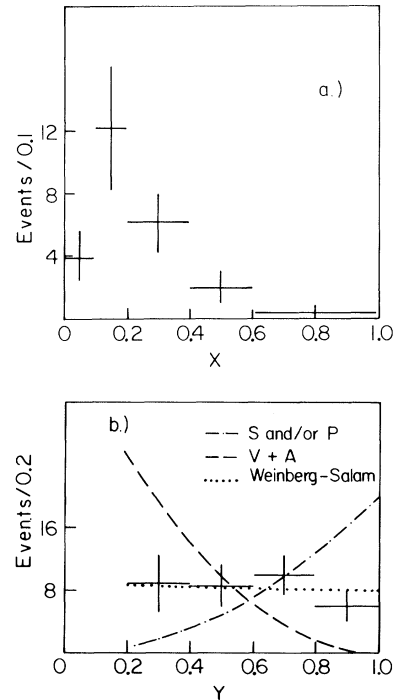 a.)
12
8
4
Events/0.1
0 0.2 0.4 0.6 0.8 1.0
X
b.)
S and/or P
V + A
Weinberg-Salam
16
8
Events/0.2
0 0.2 0.4 0.6 0.8 1.0
Y